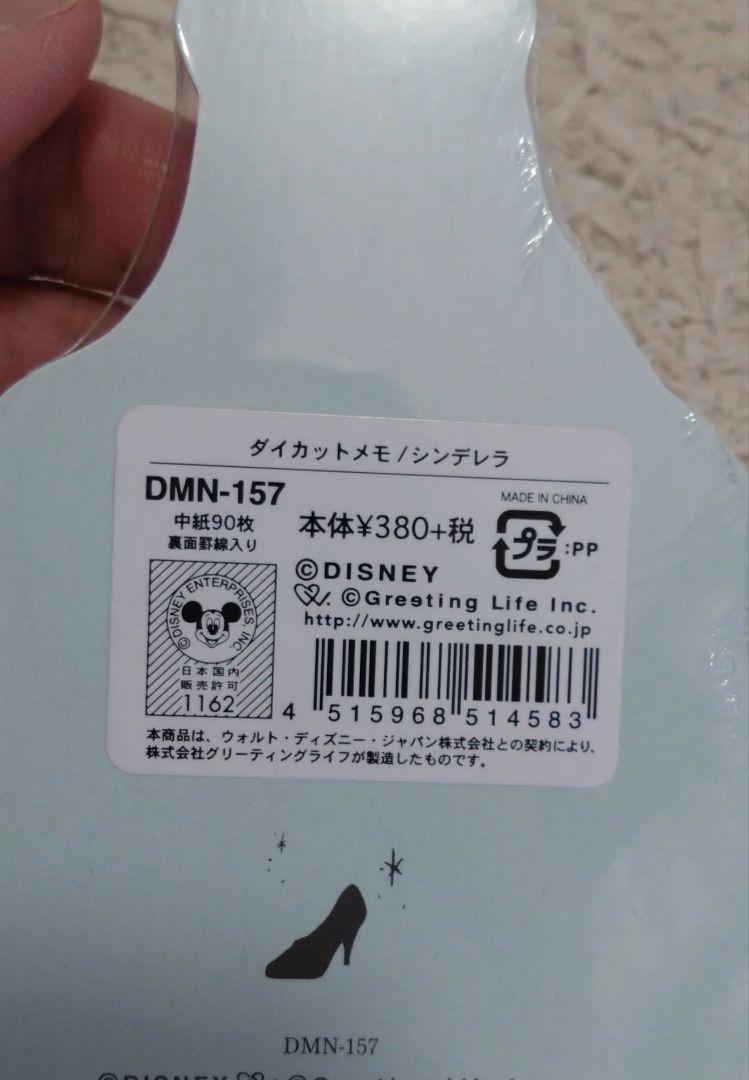 ダイカットメモ/シンデレラ
DMN-157
中紙90枚
裏面罫線入り
本体¥380+税
MADE IN CHINA
プラ:PP
©DISNEY
©Greeting Life Inc.
http://www.greetinglife.co.jp
©DISNEY ENTERPRISES, INC.
日本国内
販売許可
1162
4 515968 514583
本商品は、ウォルト・ディズニー・ジャパン株式会社との契約により、
株式会社グリーティングライフが製造したものです。
DMN-157